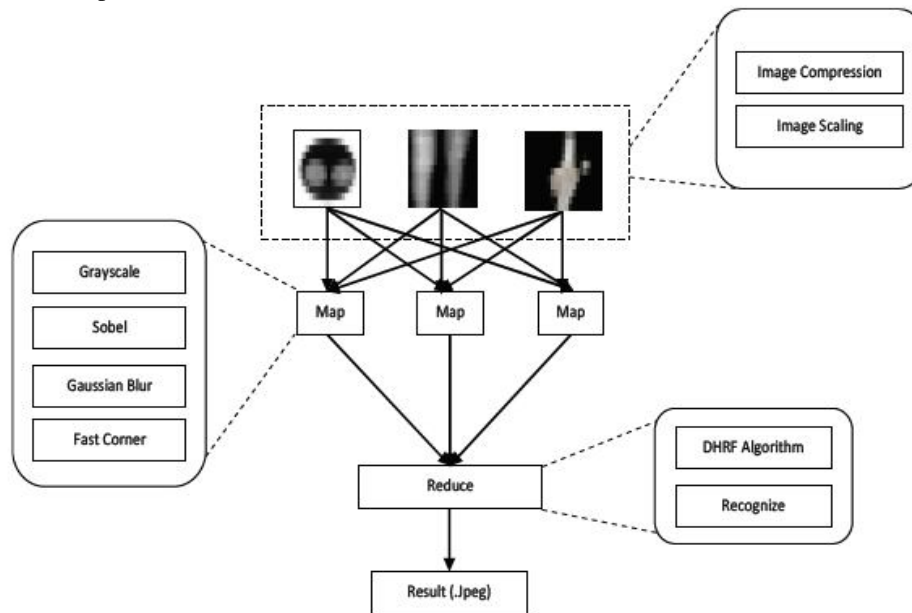 Image Compression
Image Scaling
Grayscale
Sobel
Gaussian Blur
Fast Corner
Map
Map
Map
DHRF Algorithm
Recognize
Reduce
Result (.Jpeg)